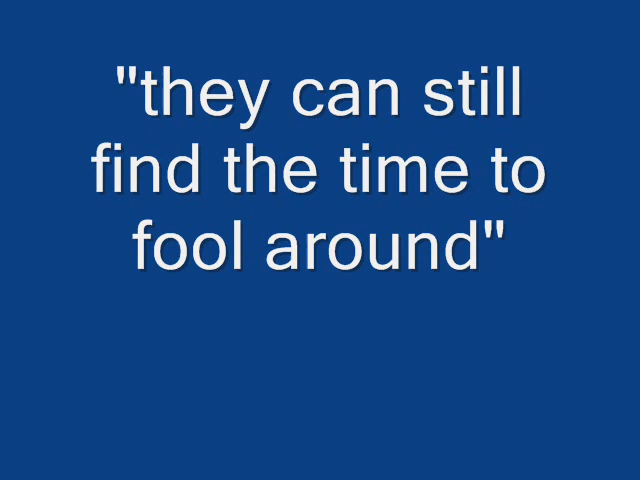 "they can still
find the time to
fool around"